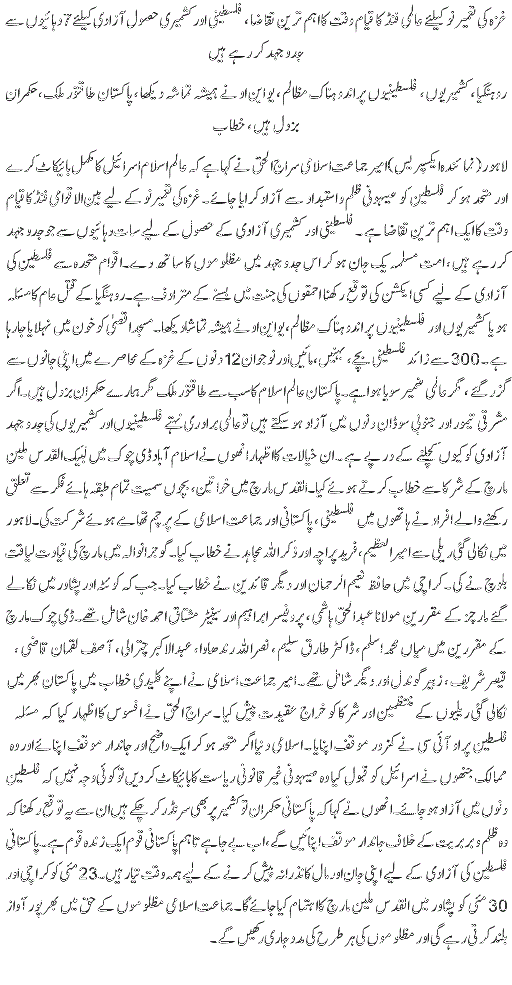 غزہ کی تعمیر نو کیلئے عالمی فنڈ کا قیام وقت کا اہم ترین تقاضا، فلسطینی اور کشمیری حصول آزادی کیلئے 7 دہائیوں سے
جدوجہد کر رہے ہیں
روہنگیا، کشمیریوں، فلسطینیوں پر اندوہناک مظالم، یو این او نے ہمیشہ تماشہ دیکھا، پاکستان طاقتور ملک، حکمران
بزدل ہیں، خطاب
لاہور (نمائندہ ایکسپریس) امیر جماعت اسلامی سراج الحق نے کہا ہے کہ عالم اسلام اسرائیل کا مکمل بائیکاٹ کرے
اور متحد ہو کر فلسطین کو صیہونی ظلم و استبداد سے آزاد کرایا جائے۔ غزہ کی تعمیر نو کے لیے بین الاقوامی فنڈ کا قیام
وقت کا ایک اہم ترین تقاضا ہے۔ فلسطینی اور کشمیری آزادی کے حصول کے لیے سات دہائیوں سے جو جدوجہد
کر رہے ہیں، امت مسلمہ یک جان ہو کر اس جدوجہد میں مظلوموں کا ساتھ دے۔ اقوام متحدہ سے فلسطین کی
آزادی کے لیے کسی ایکشن کی توقع رکھنا احمقوں کی جنت میں بسنے کے مترادف ہے۔ روہنگیا کے قتل عام کا مسئلہ
ہو یا کشمیریوں اور فلسطینیوں پر اندوہناک مظالم، یو این او نے ہمیشہ تماشا دیکھا۔ مسجد اقصیٰ کو خون میں نہلایا جا رہا
ہے۔ 300 سے زائد فلسطینی بچے، بہنیں، مائیں اور نوجوان 12 دنوں کے غزہ کے محاصرے میں اپنی جانوں سے
گزر گئے، مگر عالمی ضمیر سویا ہوا ہے۔ پاکستان عالم اسلام کا سب سے طاقتور ملک مگر ہمارے حکمران بزدل ہیں۔ اگر
مشرقی تیمور اور جنوبی سوڈان دنوں میں آزاد ہو سکتے ہیں تو عالمی برادری نہتے فلسطینیوں اور کشمیریوں کی جدوجہد
آزادی کو کیوں کچلنے کے درپے ہے۔ ان خیالات کا اظہار انھوں نے اسلام آباد ڈی چوک میں لبیک القدس ملین
مارچ کے شرکا سے خطاب کرتے ہوئے کیا۔ القدس مارچ میں خواتین، بچوں سمیت تمام طبقہ ہائے فکر سے تعلق
رکھنے والے افراد نے ہاتھوں میں فلسطینی، پاکستانی اور جماعت اسلامی کے پرچم تھامے ہوئے شرکت کی۔ لاہور
میں نکالی گئی ریلی سے امیر العظیم، فرید پراچہ اور ذکر اللہ مجاہد نے خطاب کیا۔ گوجرانوالہ میں مارچ کی قیادت لیاقت
بلوچ نے کی۔ کراچی میں حافظ نعیم الرحمان اور دیگر قائدین نے خطاب کیا۔ جب کہ کوئٹہ اور پشاور میں نکالے
گئے مارچز کے مقررین مولانا عبدالحق ہاشمی، پروفیسر ابراہیم اور سینیٹر مشتاق احمد خان شامل تھے۔ ڈی چوک مارچ
کے مقررین میں میاں محمد اسلم، ڈاکٹر طارق سلیم، نصر اللہ رندھاوا، عبدالاکبر چترالی، آصف لقمان قاضی،
قیصر شریف، زبیر گوندل اور دیگر شامل تھے۔ امیر جماعت اسلامی نے اپنے کلیدی خطاب میں پاکستان بھر میں
نکالی گئی ریلیوں کے منتظمین اور شرکا کو خراج عقیدت پیش کیا۔ سراج الحق نے افسوس کا اظہار کیا کہ مسئلہ
فلسطین پر او آئی سی نے کمزور موقف اپنایا۔ اسلامی دنیا اگر متحد ہو کر ایک واضح اور جاندار موقف اپنائے اور وہ
ممالک جنھوں نے اسرائیل کو قبول کیا وہ صیہونی غیر قانونی ریاست کا بائیکاٹ کر دیں تو کوئی وجہ نہیں کہ فلسطین
دنوں میں آزاد ہو جائے۔ انھوں نے کہا کہ پاکستانی حکمران تو کشمیر پر بھی سرنڈر کر چکے ہیں ان سے یہ توقع رکھنا کہ
وہ ظلم و بربریت کے خلاف جاندار موقف اپنائیں گے، اب بے جا ہے تاہم پاکستانی قوم ایک زندہ قوم ہے۔ پاکستانی
فلسطین کی آزادی کے لیے اپنی جان اور مال کا نذرانہ پیش کرنے کے لیے ہمہ وقت تیار ہیں۔ 23 مئی کو کراچی اور
30 مئی کو پشاور میں القدس ملین مارچ کا اہتمام کیا جائے گا۔ جماعت اسلامی مظلوموں کے حق میں بھرپور آواز
بلند کرتی رہے گی اور مظلوموں کی ہر طرح کی مدد جاری رکھیں گے۔